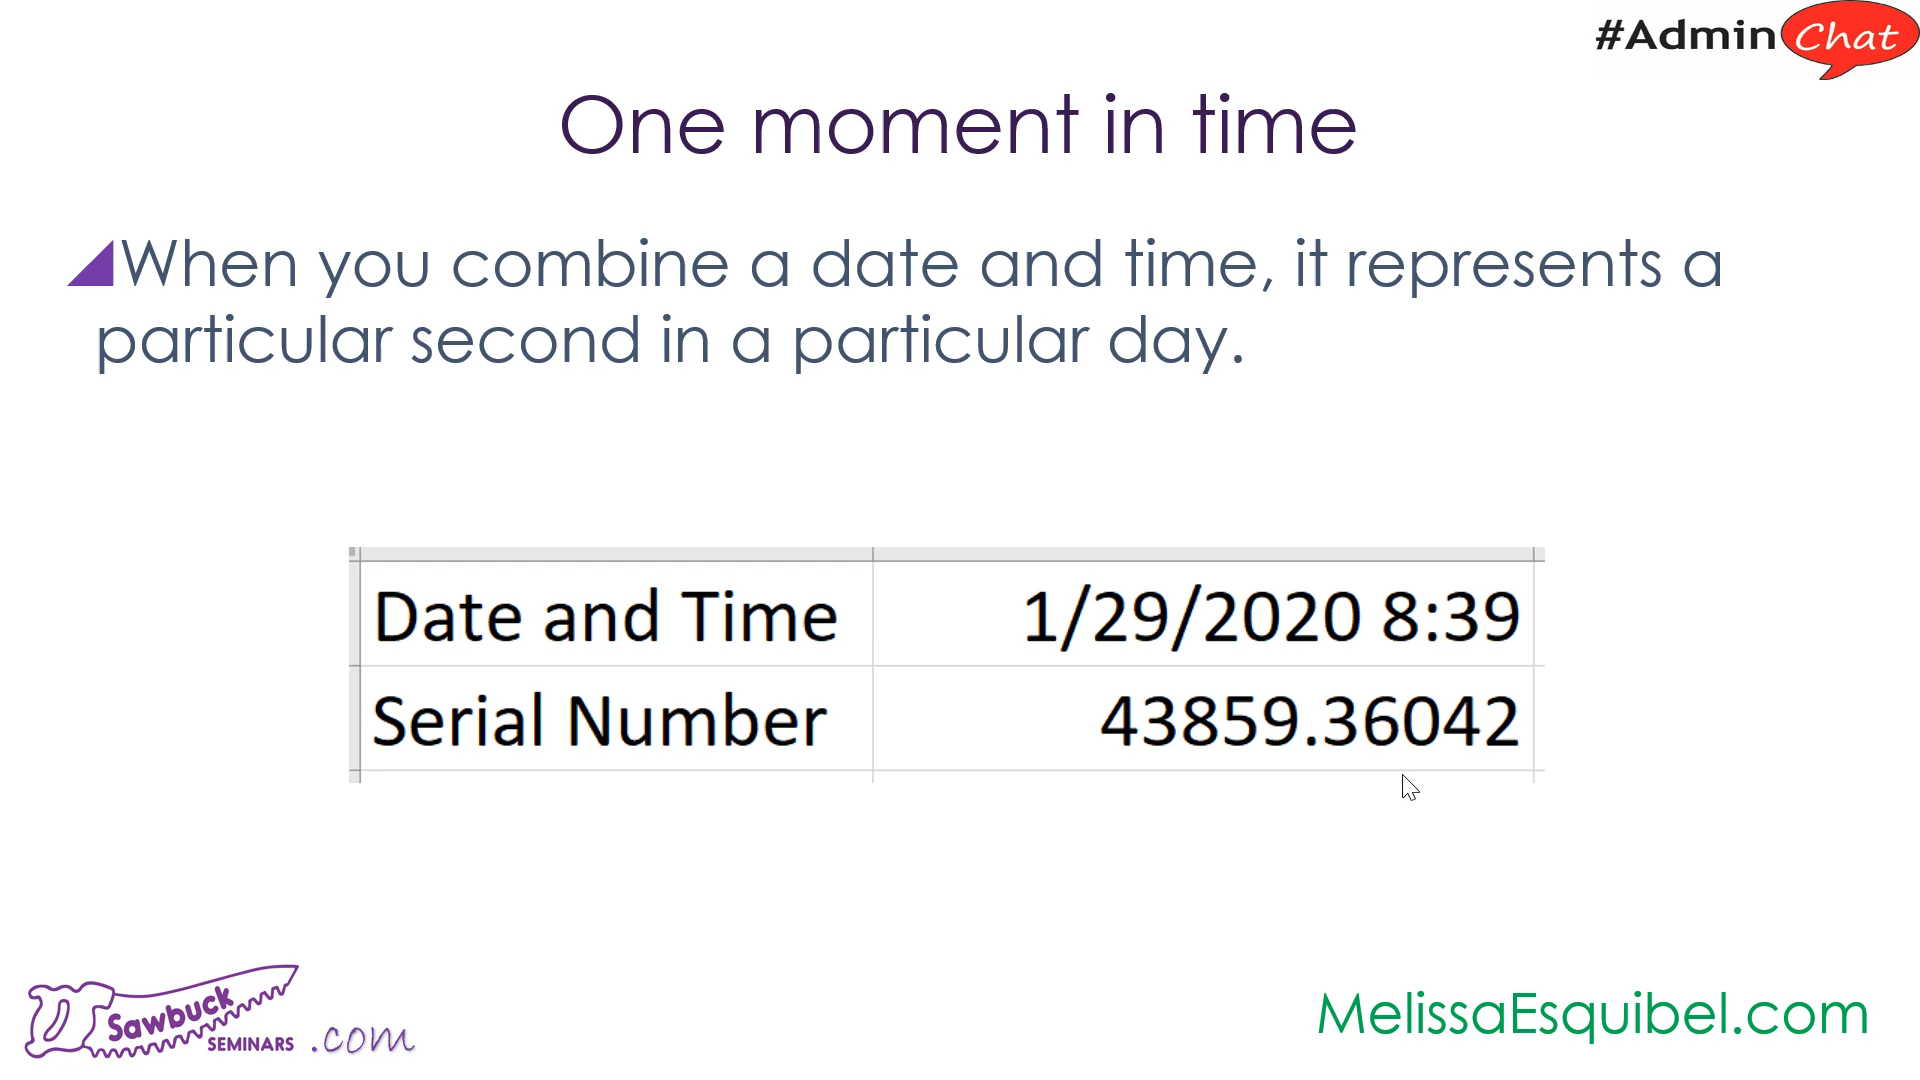 #Admin Chat
One moment in time
When you combine a date and time, it represents a
particular second in a particular day.
Date and Time 1/29/2020 8:39
Serial Number 43859.36042
Sawbuck
SEMINARS .com
MelissaEsquibel.com